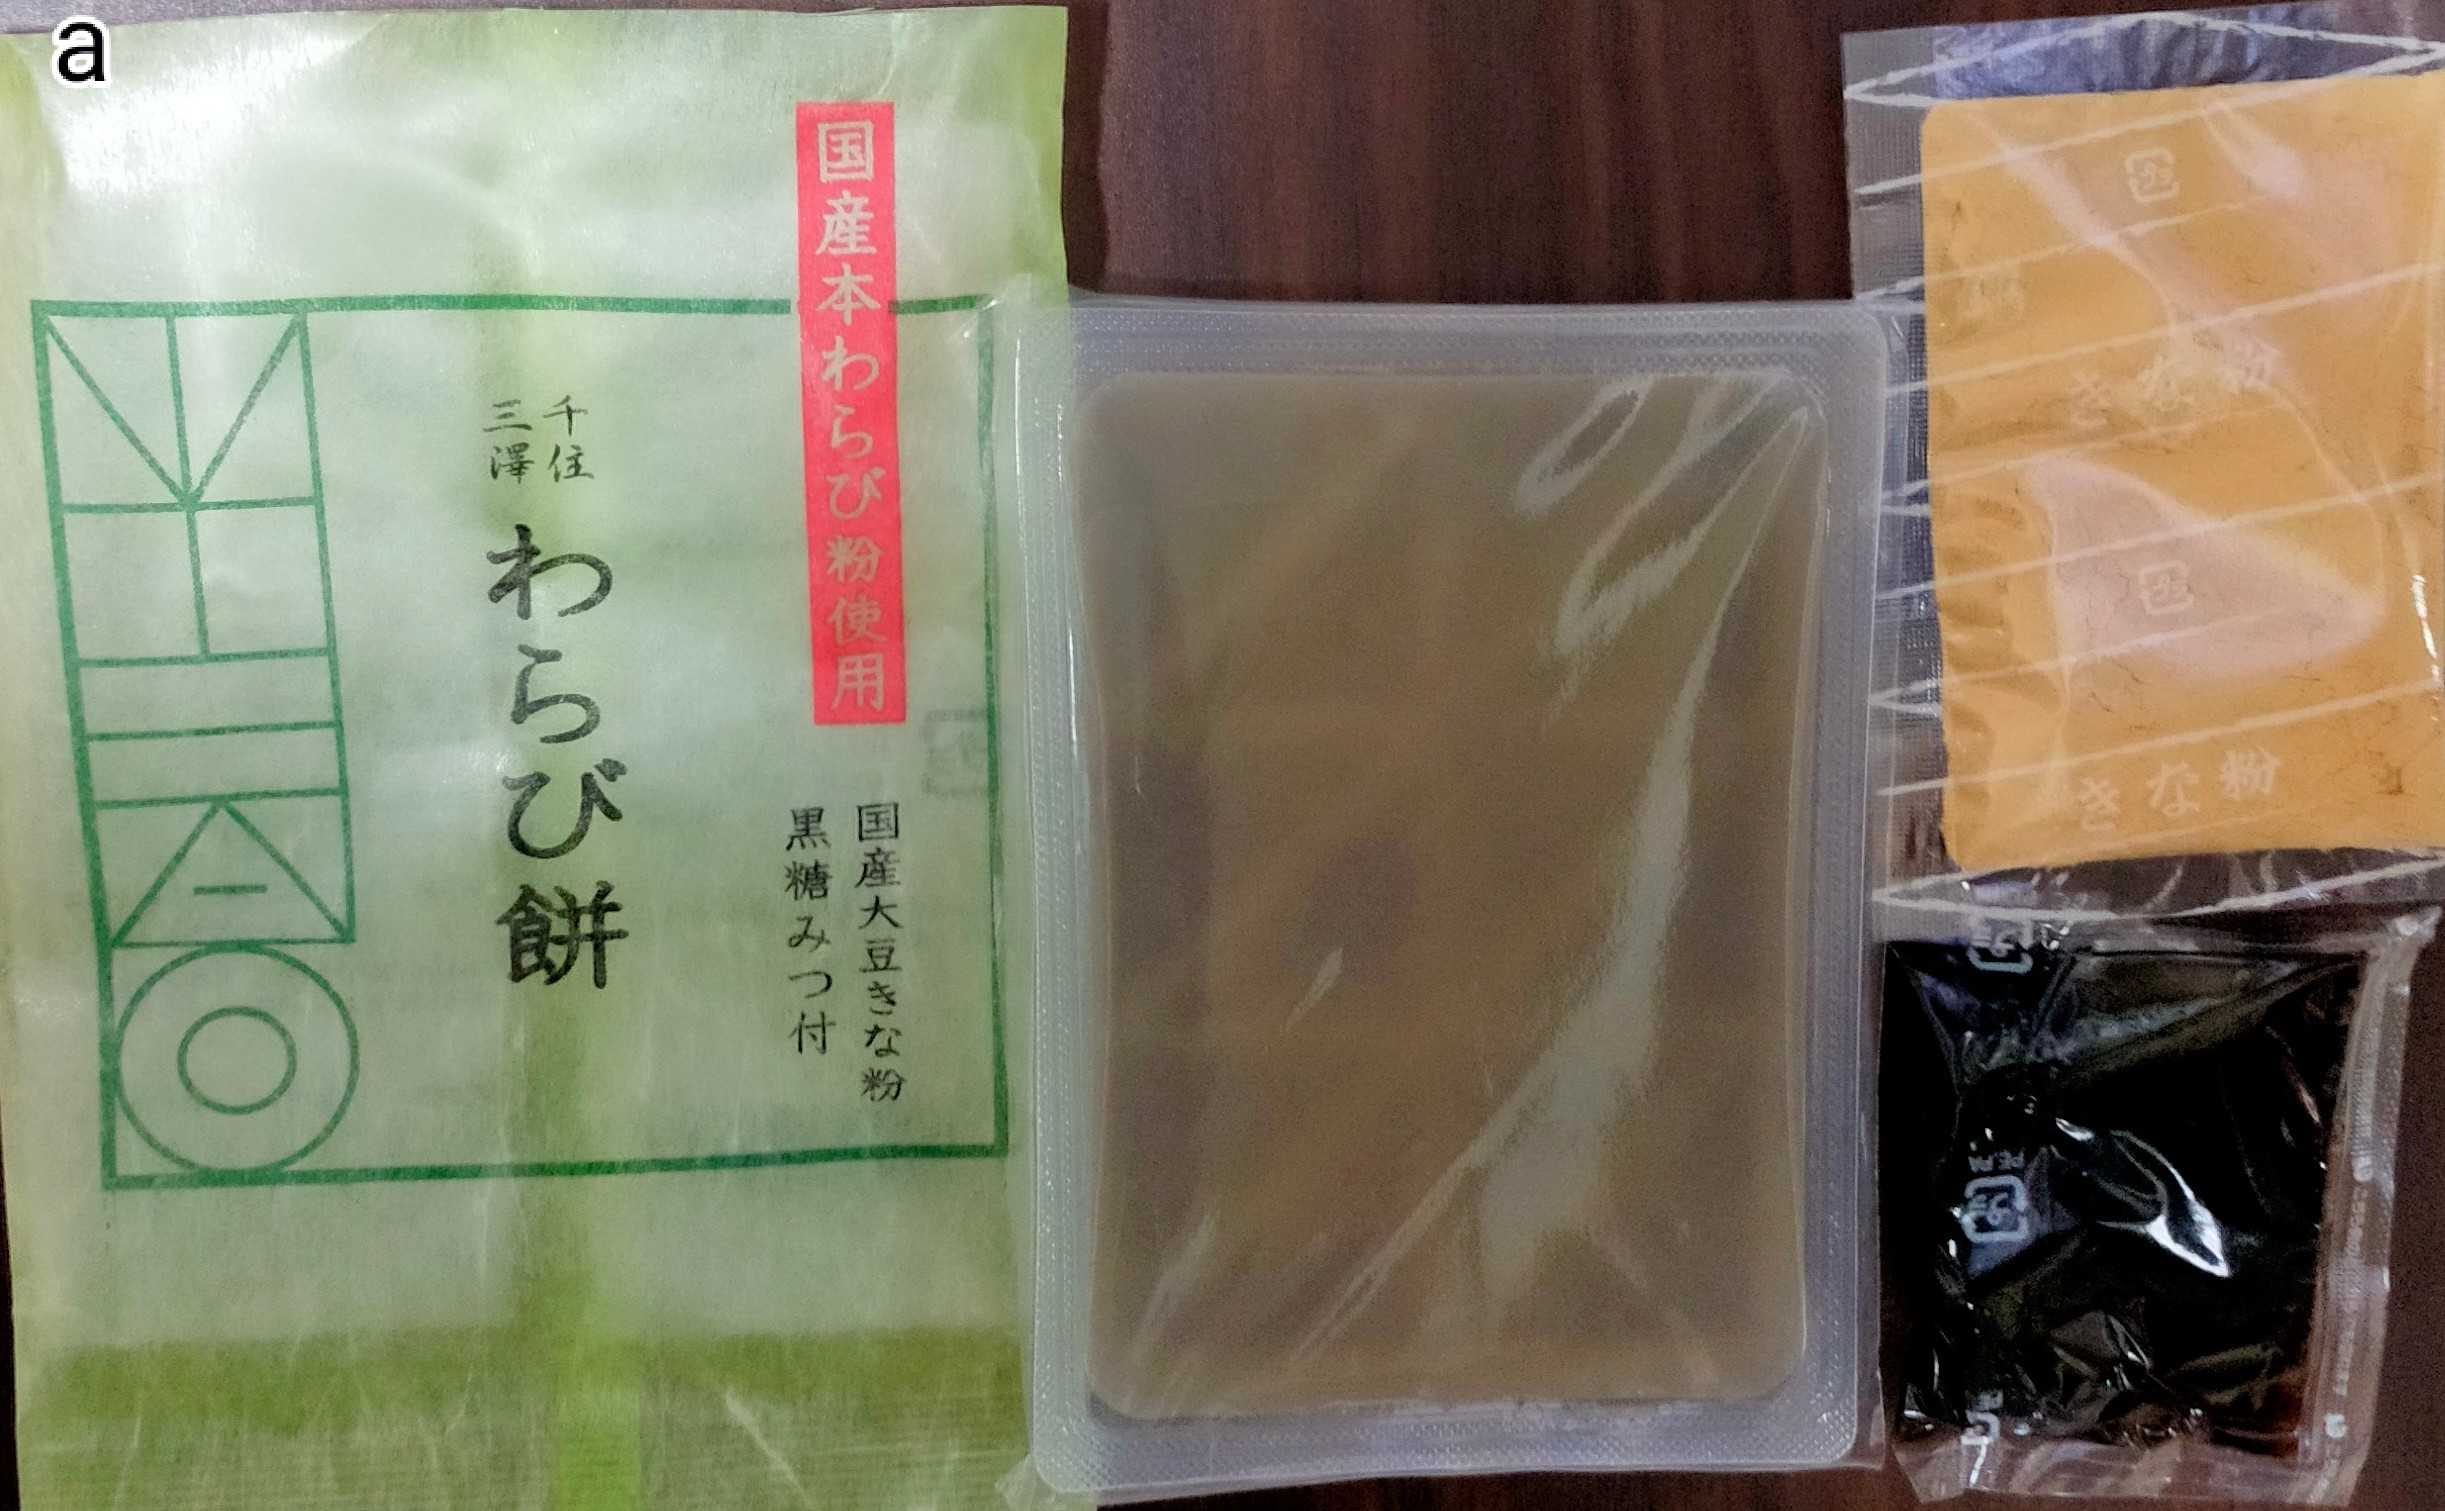 a
国産本わらび粉使用
千住
三澤
わらび餅
国産大豆きな粉
黒糖みつ付
きな粉
きな粉